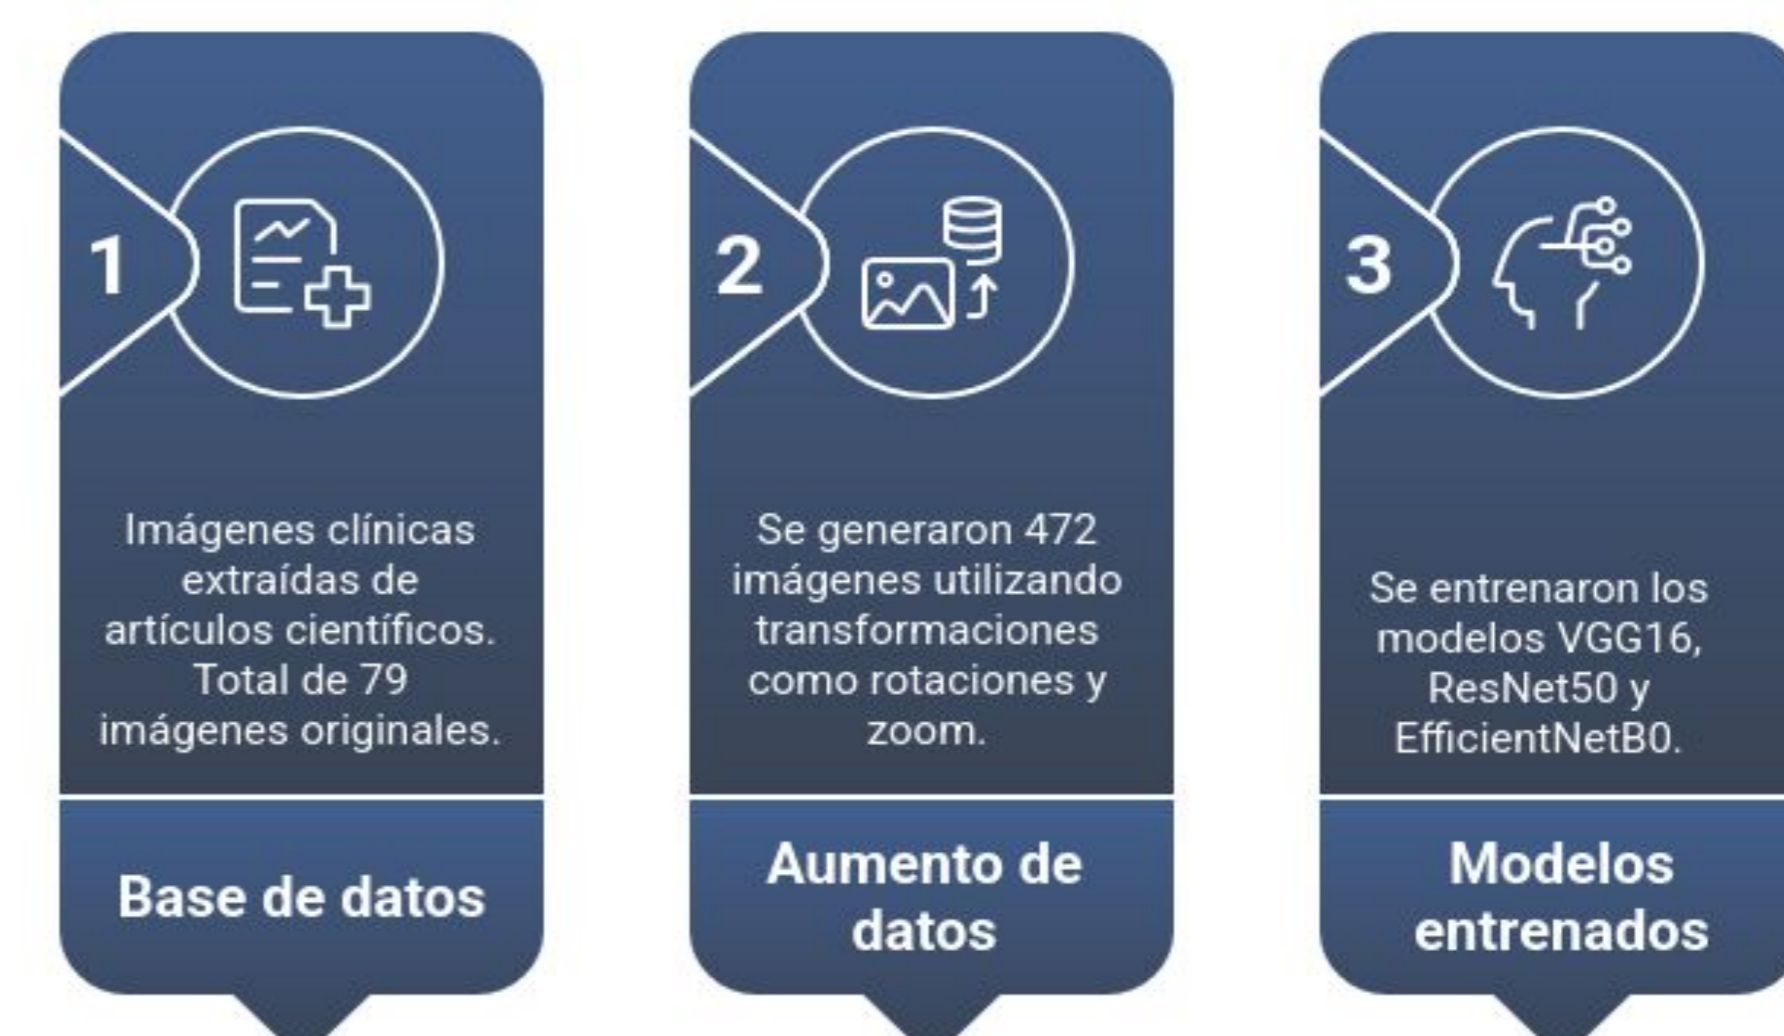 1
Imágenes clínicas
extraídas de
artículos científicos.
Total de 79
imágenes originales.
Base de datos
2
Se generaron 472
imágenes utilizando
transformaciones
como rotaciones y
zoom.
Aumento de
datos
3
Se entrenaron los
modelos VGG16,
ResNet50 y
EfficientNetB0.
Modelos
entrenados